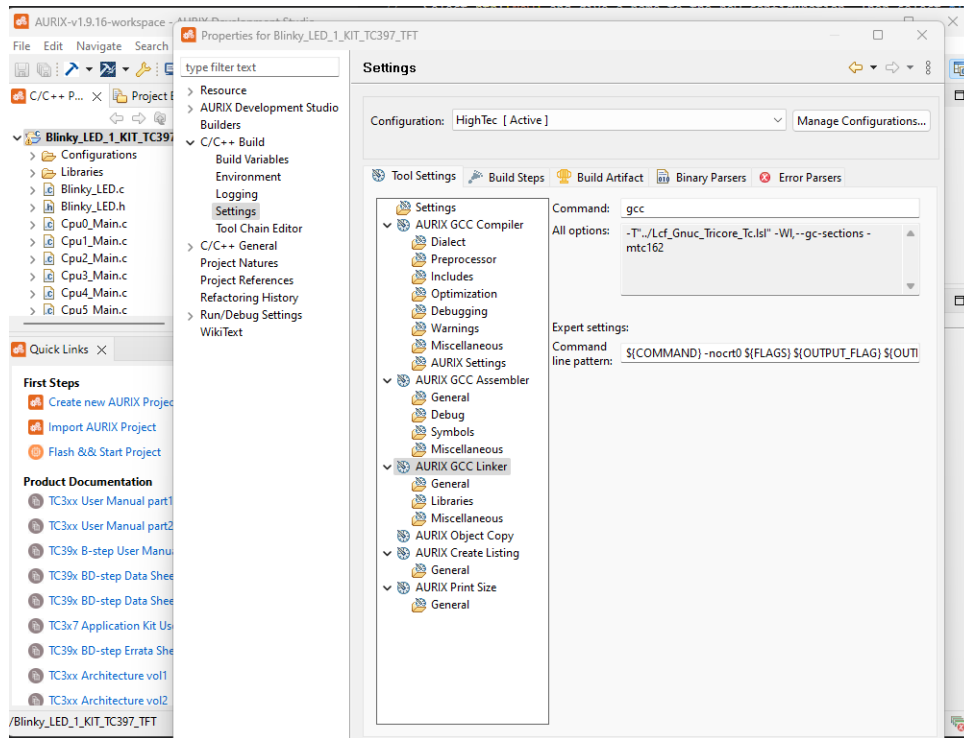 AURIX-v1.9.16-workspace - AURIX Development Studio
File Edit Navigate Search
C/C++ P...
Project E
Blinky_LED_1_KIT_TC397
Configurations
Libraries
Blinky_LED.c
Blinky_LED.h
Cpu0_Main.c
Cpu1_Main.c
Cpu2_Main.c
Cpu3_Main.c
Cpu4_Main.c
Cpu5_Main.c
Quick Links
First Steps
Create new AURIX Projec
Import AURIX Project
Flash && Start Project
Product Documentation
TC3xx User Manual part1
TC3xx User Manual part2
TC39x B-step User Manua
TC39x BD-step Data Shee
TC39x BD-step Data Shee
TC3x7 Application Kit Us
TC39x BD-step Errata She
TC3xx Architecture vol1
TC3xx Architecture vol2
/Blinky_LED_1_KIT_TC397_TFT
Properties for Blinky_LED_1_KIT_TC397_TFT
type filter text
Resource
AURIX Development Studio
Builders
C/C++ Build
Build Variables
Environment
Logging
Settings
Tool Chain Editor
C/C++ General
Project Natures
Project References
Refactoring History
Run/Debug Settings
WikiText
Settings
Configuration: HighTec [ Active ]
Manage Configurations...
Tool Settings
Build Steps
Build Artifact
Binary Parsers
Error Parsers
Settings
AURIX GCC Compiler
Dialect
Preprocessor
Includes
Optimization
Debugging
Warnings
Miscellaneous
AURIX Settings
AURIX GCC Assembler
General
Debug
Symbols
Miscellaneous
AURIX GCC Linker
General
Libraries
Miscellaneous
AURIX Object Copy
AURIX Create Listing
General
AURIX Print Size
General
Command: gcc
All options: -T"../Lcf_Gnuc_Tricore_Tc.lsl" -Wl,--gc-sections -
mtc162
Expert settings:
Command
line pattern: ${COMMAND} -nocrt0 ${FLAGS} ${OUTPUT_FLAG} ${OUTI